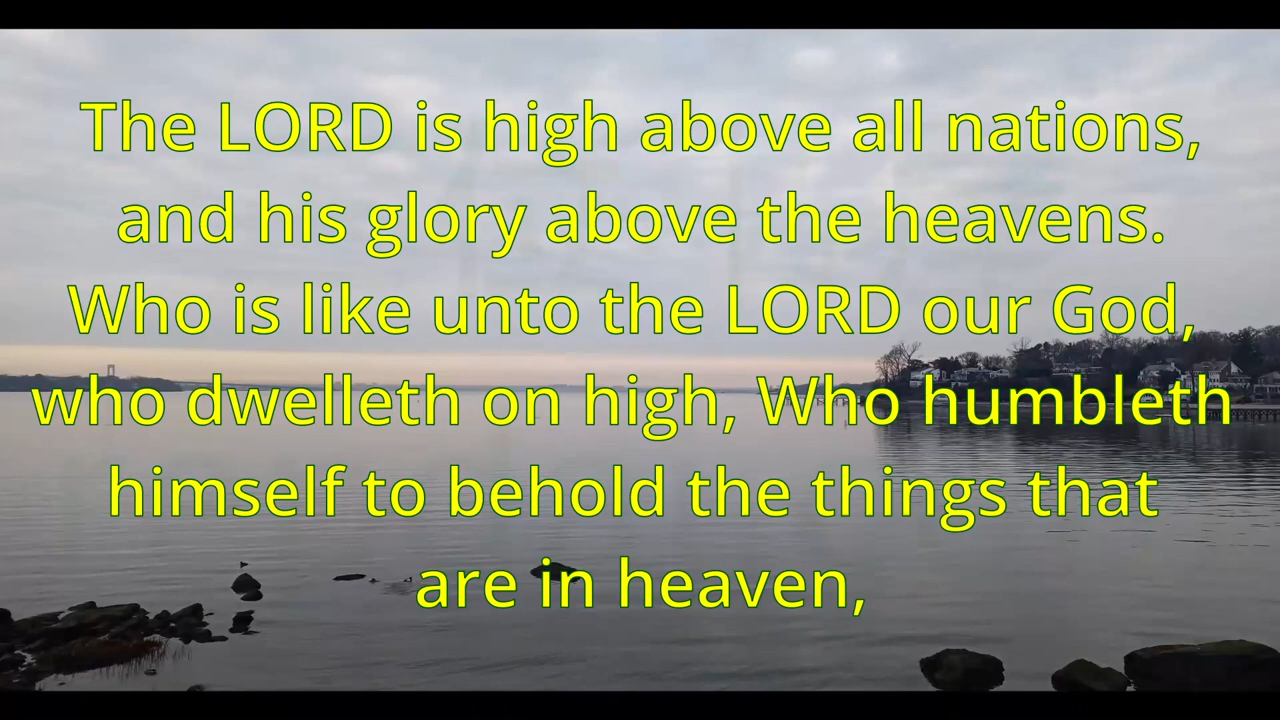 The LORD is high above all nations,
and his glory above the heavens.
Who is like unto the LORD our God,
who dwelleth on high, Who humbleth
himself to behold the things that
are in heaven,